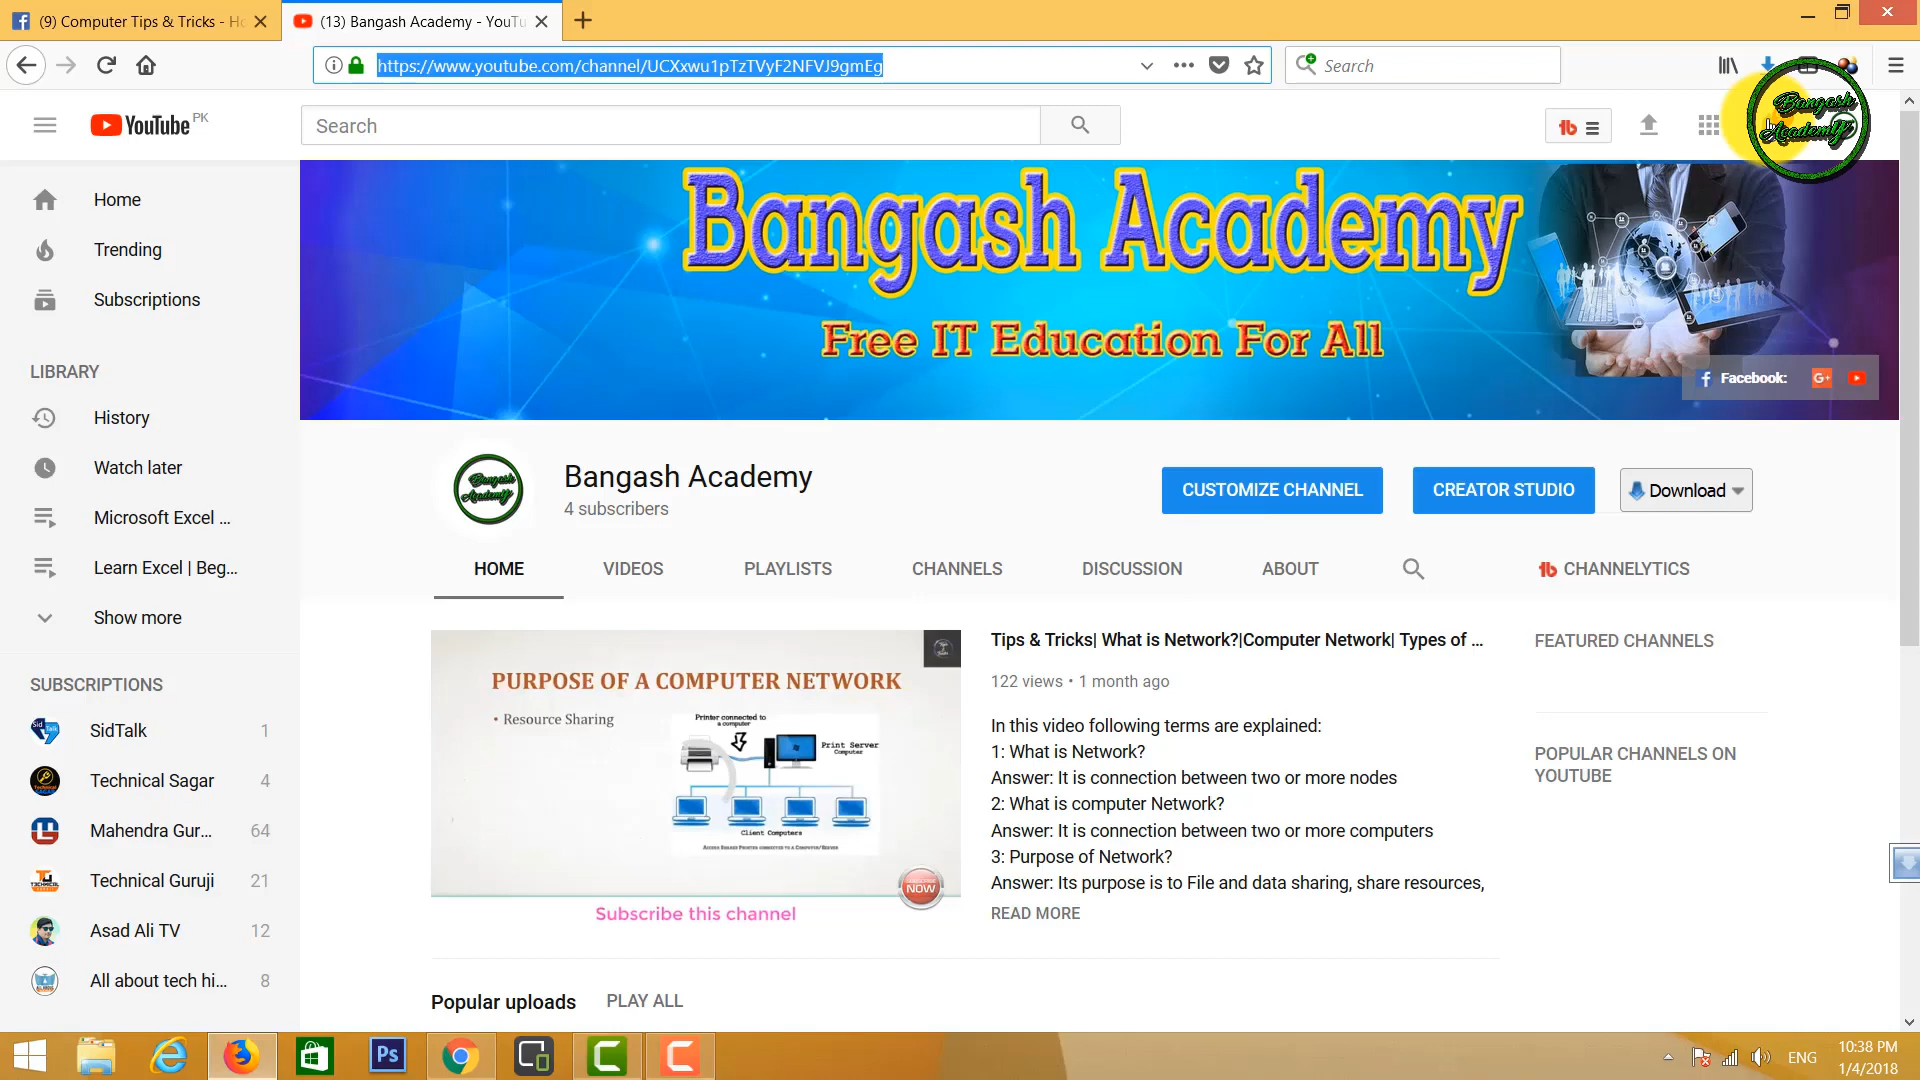 (9) Computer Tips & Tricks - Ho
(13) Bangash Academy - YouTu
https://www.youtube.com/channel/UCXxwu1pTzTVyF2NFVJ9gmEg
Search
YouTube PK
Search
Bangash
Academy
Home
Trending
Subscriptions
LIBRARY
History
Watch later
Microsoft Excel ...
Learn Excel | Beg...
Show more
SUBSCRIPTIONS
SidTalk 1
Technical Sagar 4
Mahendra Gur... 64
Technical Guruji 21
Asad Ali TV 12
All about tech hi... 8
Bangash Academy
Free IT Education For All
Facebook:
Bangash
Academy
Bangash Academy
4 subscribers
CUSTOMIZE CHANNEL
CREATOR STUDIO
Download
HOME VIDEOS PLAYLISTS CHANNELS DISCUSSION ABOUT
CHANNELYTICS
PURPOSE OF A COMPUTER NETWORK
• Resource Sharing
Printer connected to
a computer
Print Server
Computer
Client Computers
NOW
Subscribe this channel
Tips & Tricks| What is Network?|Computer Network| Types of ...
122 views • 1 month ago
In this video following terms are explained:
1: What is Network?
Answer: It is connection between two or more nodes
2: What is computer Network?
Answer: It is connection between two or more computers
3: Purpose of Network?
Answer: Its purpose is to File and data sharing, share resources,
READ MORE
FEATURED CHANNELS
POPULAR CHANNELS ON
YOUTUBE
Popular uploads PLAY ALL
Ps
ENG
10:38 PM
1/4/2018